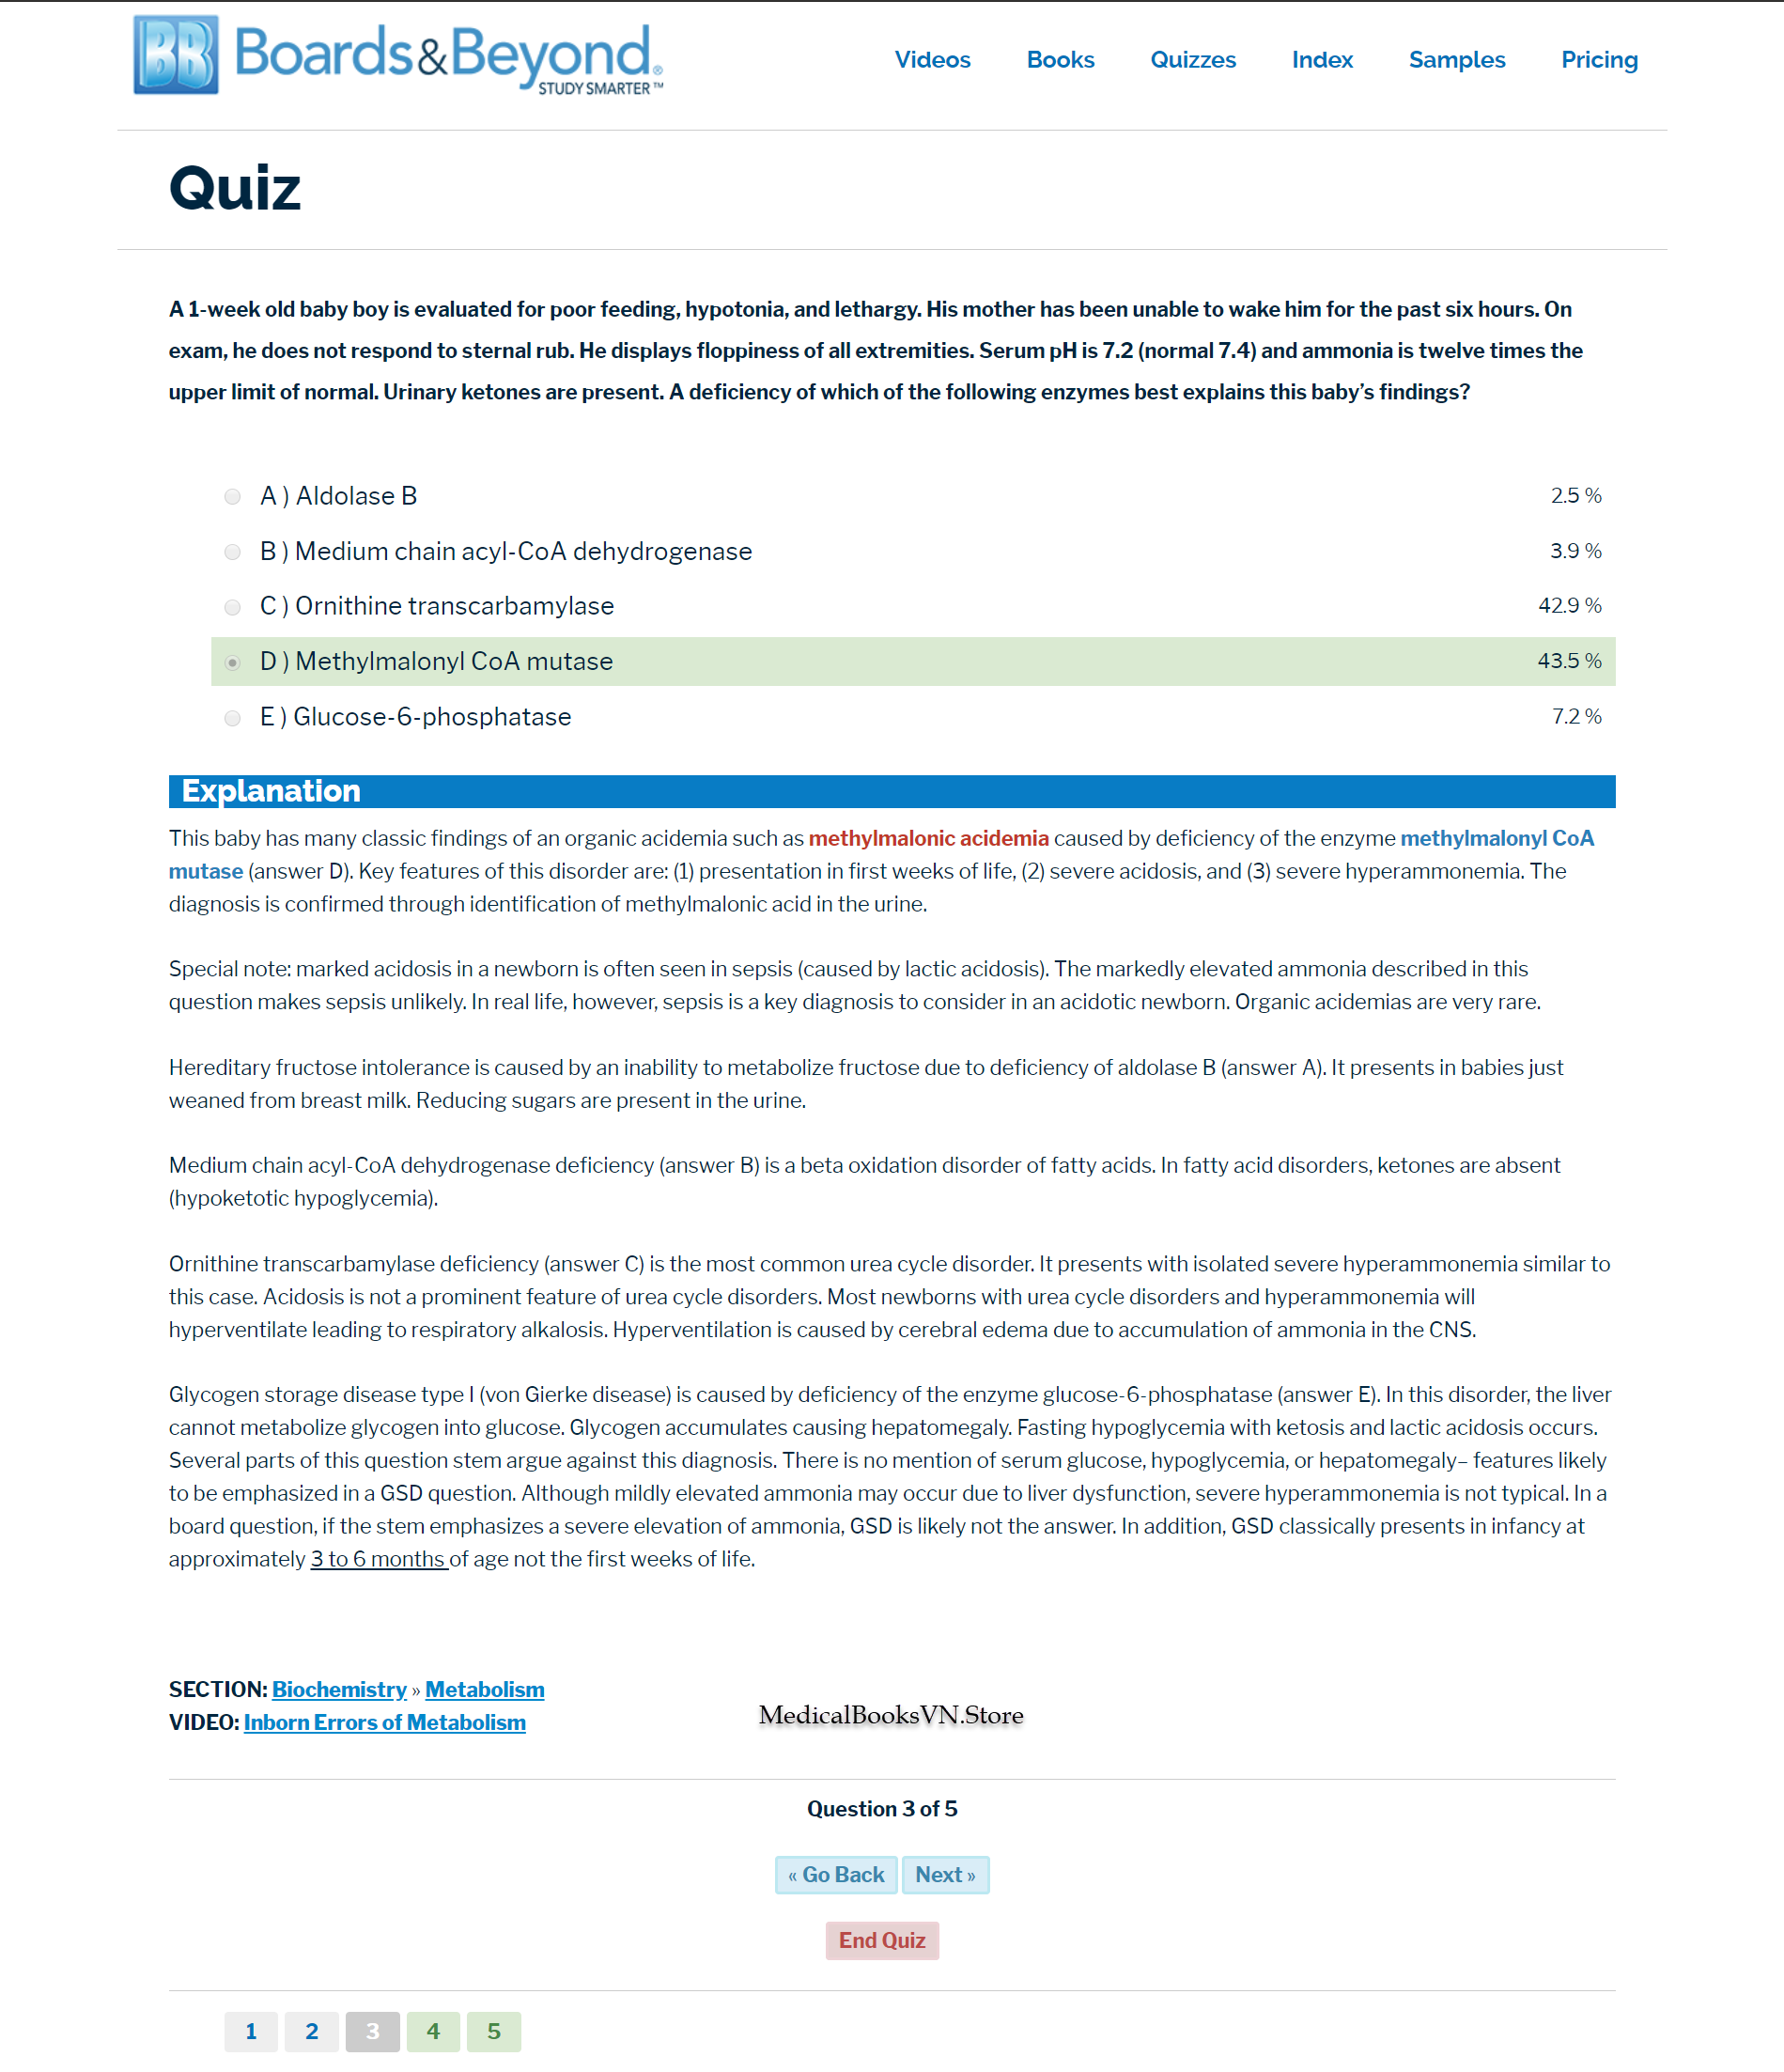 BB Boards&Beyond®
STUDY SMARTER™
Videos Books Quizzes Index Samples Pricing
Quiz
A 1-week old baby boy is evaluated for poor feeding, hypotonia, and lethargy. His mother has been unable to wake him for the past six hours. On
exam, he does not respond to sternal rub. He displays floppiness of all extremities. Serum pH is 7.2 (normal 7.4) and ammonia is twelve times the
upper limit of normal. Urinary ketones are present. A deficiency of which of the following enzymes best explains this baby’s findings?
A ) Aldolase B 2.5 %
B ) Medium chain acyl-CoA dehydrogenase 3.9 %
C ) Ornithine transcarbamylase 42.9 %
D ) Methylmalonyl CoA mutase 43.5 %
E ) Glucose-6-phosphatase 7.2 %
Explanation
This baby has many classic findings of an organic acidemia such as methylmalonic acidemia caused by deficiency of the enzyme methylmalonyl CoA
mutase (answer D). Key features of this disorder are: (1) presentation in first weeks of life, (2) severe acidosis, and (3) severe hyperammonemia. The
diagnosis is confirmed through identification of methylmalonic acid in the urine.
Special note: marked acidosis in a newborn is often seen in sepsis (caused by lactic acidosis). The markedly elevated ammonia described in this
question makes sepsis unlikely. In real life, however, sepsis is a key diagnosis to consider in an acidotic newborn. Organic acidemias are very rare.
Hereditary fructose intolerance is caused by an inability to metabolize fructose due to deficiency of aldolase B (answer A). It presents in babies just
weaned from breast milk. Reducing sugars are present in the urine.
Medium chain acyl-CoA dehydrogenase deficiency (answer B) is a beta oxidation disorder of fatty acids. In fatty acid disorders, ketones are absent
(hypoketotic hypoglycemia).
Ornithine transcarbamylase deficiency (answer C) is the most common urea cycle disorder. It presents with isolated severe hyperammonemia similar to
this case. Acidosis is not a prominent feature of urea cycle disorders. Most newborns with urea cycle disorders and hyperammonemia will
hyperventilate leading to respiratory alkalosis. Hyperventilation is caused by cerebral edema due to accumulation of ammonia in the CNS.
Glycogen storage disease type I (von Gierke disease) is caused by deficiency of the enzyme glucose-6-phosphatase (answer E). In this disorder, the liver
cannot metabolize glycogen into glucose. Glycogen accumulates causing hepatomegaly. Fasting hypoglycemia with ketosis and lactic acidosis occurs.
Several parts of this question stem argue against this diagnosis. There is no mention of serum glucose, hypoglycemia, or hepatomegaly– features likely
to be emphasized in a GSD question. Although mildly elevated ammonia may occur due to liver dysfunction, severe hyperammonemia is not typical. In a
board question, if the stem emphasizes a severe elevation of ammonia, GSD is likely not the answer. In addition, GSD classically presents in infancy at
approximately 3 to 6 months of age not the first weeks of life.
SECTION: Biochemistry » Metabolism
VIDEO: Inborn Errors of Metabolism
MedicalBooksVN.Store
Question 3 of 5
« Go Back Next »
End Quiz
1 2 3 4 5